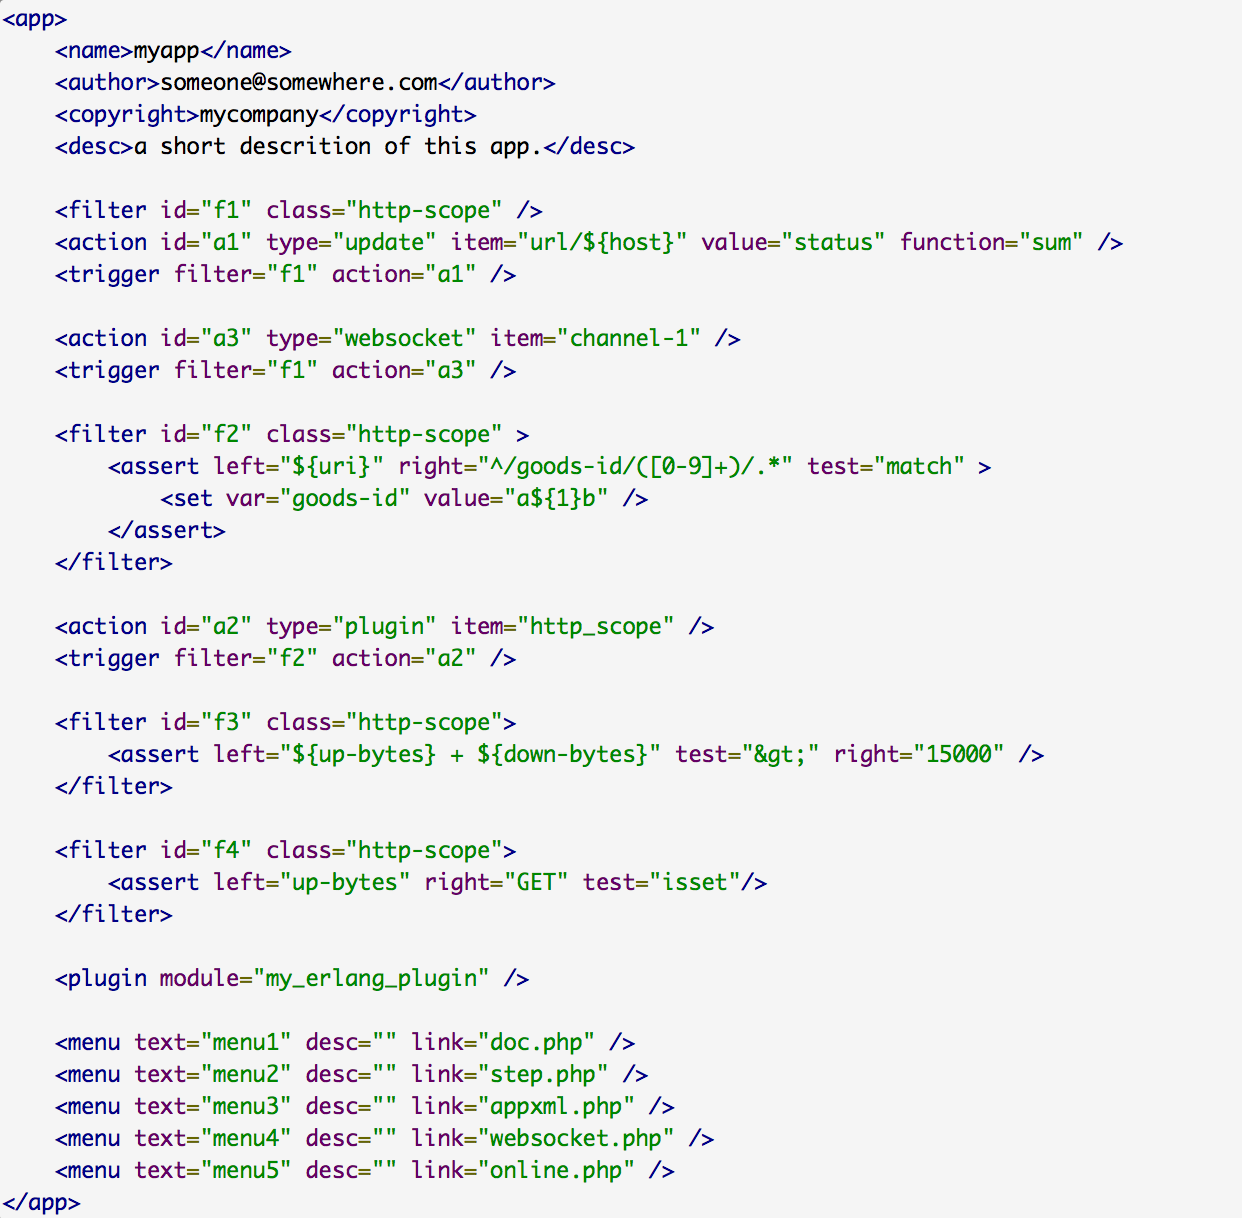 <app>
    <name>myapp</name>
    <author>someone@somewhere.com</author>
    <copyright>mycompany</copyright>
    <desc>a short descrition of this app.</desc>

    <filter id="f1" class="http-scope" />
    <action id="a1" type="update" item="url/${host}" value="status" function="sum" />
    <trigger filter="f1" action="a1" />

    <action id="a3" type="websocket" item="channel-1" />
    <trigger filter="f1" action="a3" />

    <filter id="f2" class="http-scope" >
        <assert left="${uri}" right="^/goods-id/([0-9]+)/.*" test="match" >
            <set var="goods-id" value="a${1}b" />
        </assert>
    </filter>

    <action id="a2" type="plugin" item="http_scope" />
    <trigger filter="f2" action="a2" />

    <filter id="f3" class="http-scope">
        <assert left="${up-bytes} + ${down-bytes}" test="&gt;" right="15000" />
    </filter>

    <filter id="f4" class="http-scope">
        <assert left="up-bytes" right="GET" test="isset"/>
    </filter>

    <plugin module="my_erlang_plugin" />

    <menu text="menu1" desc="" link="doc.php" />
    <menu text="menu2" desc="" link="step.php" />
    <menu text="menu3" desc="" link="appxml.php" />
    <menu text="menu4" desc="" link="websocket.php" />
    <menu text="menu5" desc="" link="online.php" />
</app>